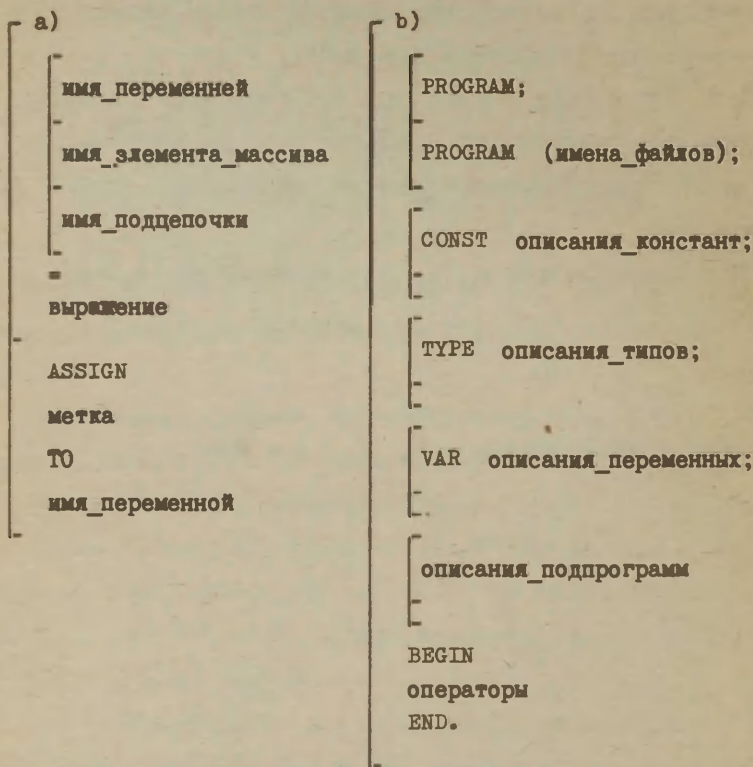 a)
имя_переменней
имя_элемента_массива
имя_подцепочки
=
выражение
ASSIGN
метка
TO
имя_переменной
b)
PROGRAM;
PROGRAM (имена_файлов);
CONST описания_констант;
TYPE описания_типов;
VAR описания_переменных;
описания_подпрограмм
BEGIN
операторы
END.